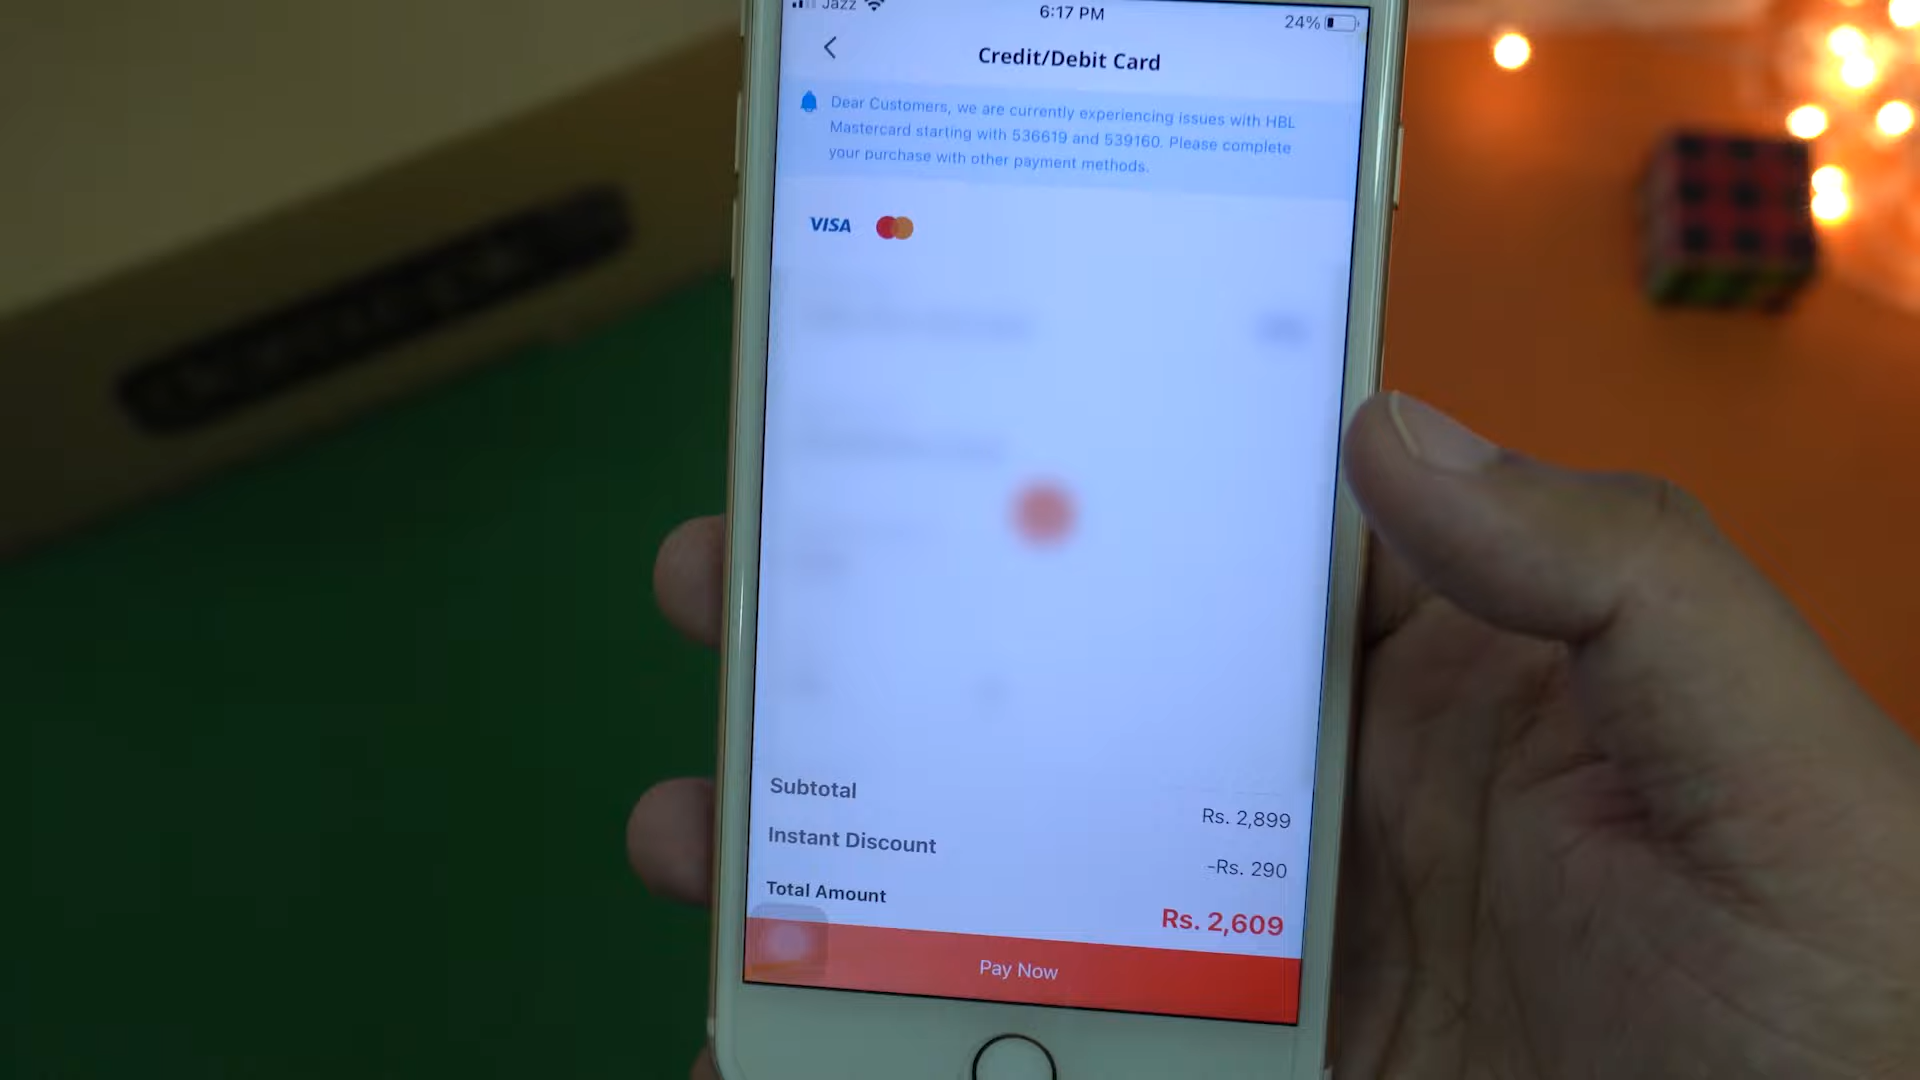 Jazz
6:17 PM
24%
Credit/Debit Card
Dear Customers, we are currently experiencing issues with HBL
Mastercard starting with 536619 and 539160. Please complete
your purchase with other payment methods.
VISA
Subtotal
Rs. 2,899
Instant Discount
-Rs. 290
Total Amount
Rs. 2,609
Pay Now